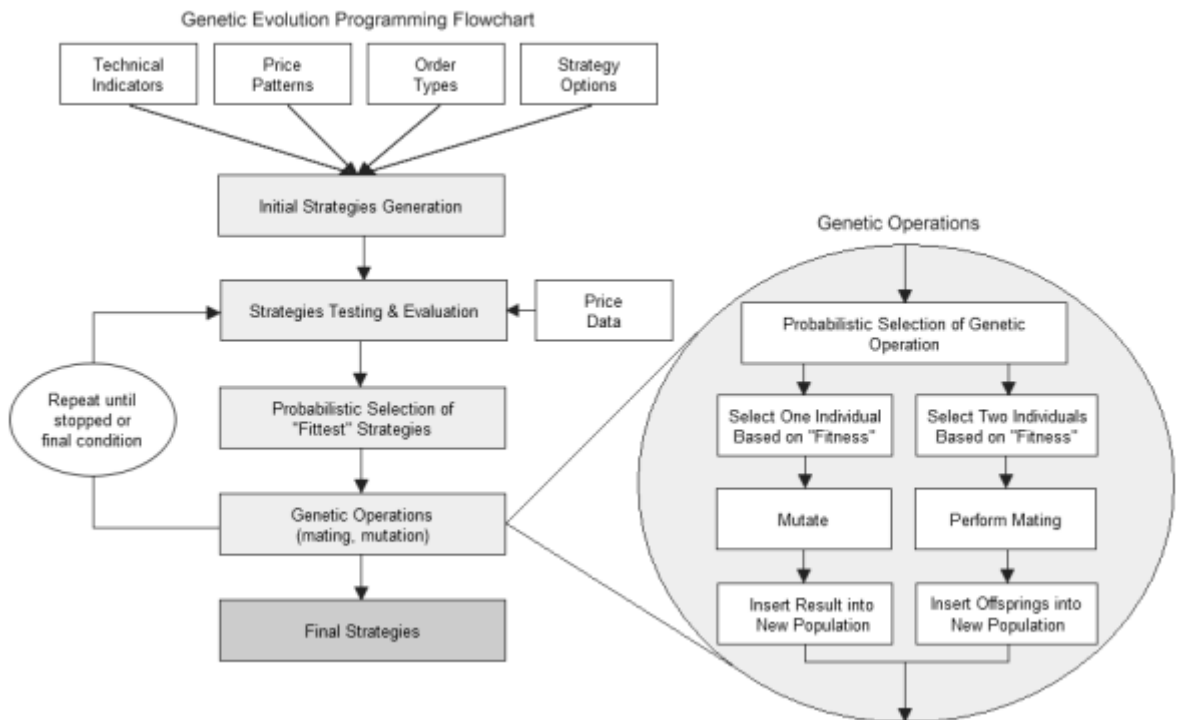 Genetic Evolution Programming Flowchart
Technical
Indicators
Price
Patterns
Order
Types
Strategy
Options
Initial Strategies Generation
Strategies Testing & Evaluation
Price
Data
Repeat until
stopped or
final condition
Probabilistic Selection of
"Fittest" Strategies
Genetic Operations
(mating, mutation)
Final Strategies
Genetic Operations
Probabilistic Selection of Genetic
Operation
Select One Individual
Based on "Fitness"
Select Two Individuals
Based on "Fitness"
Mutate
Perform Mating
Insert Result into
New Population
Insert Offsprings into
New Population